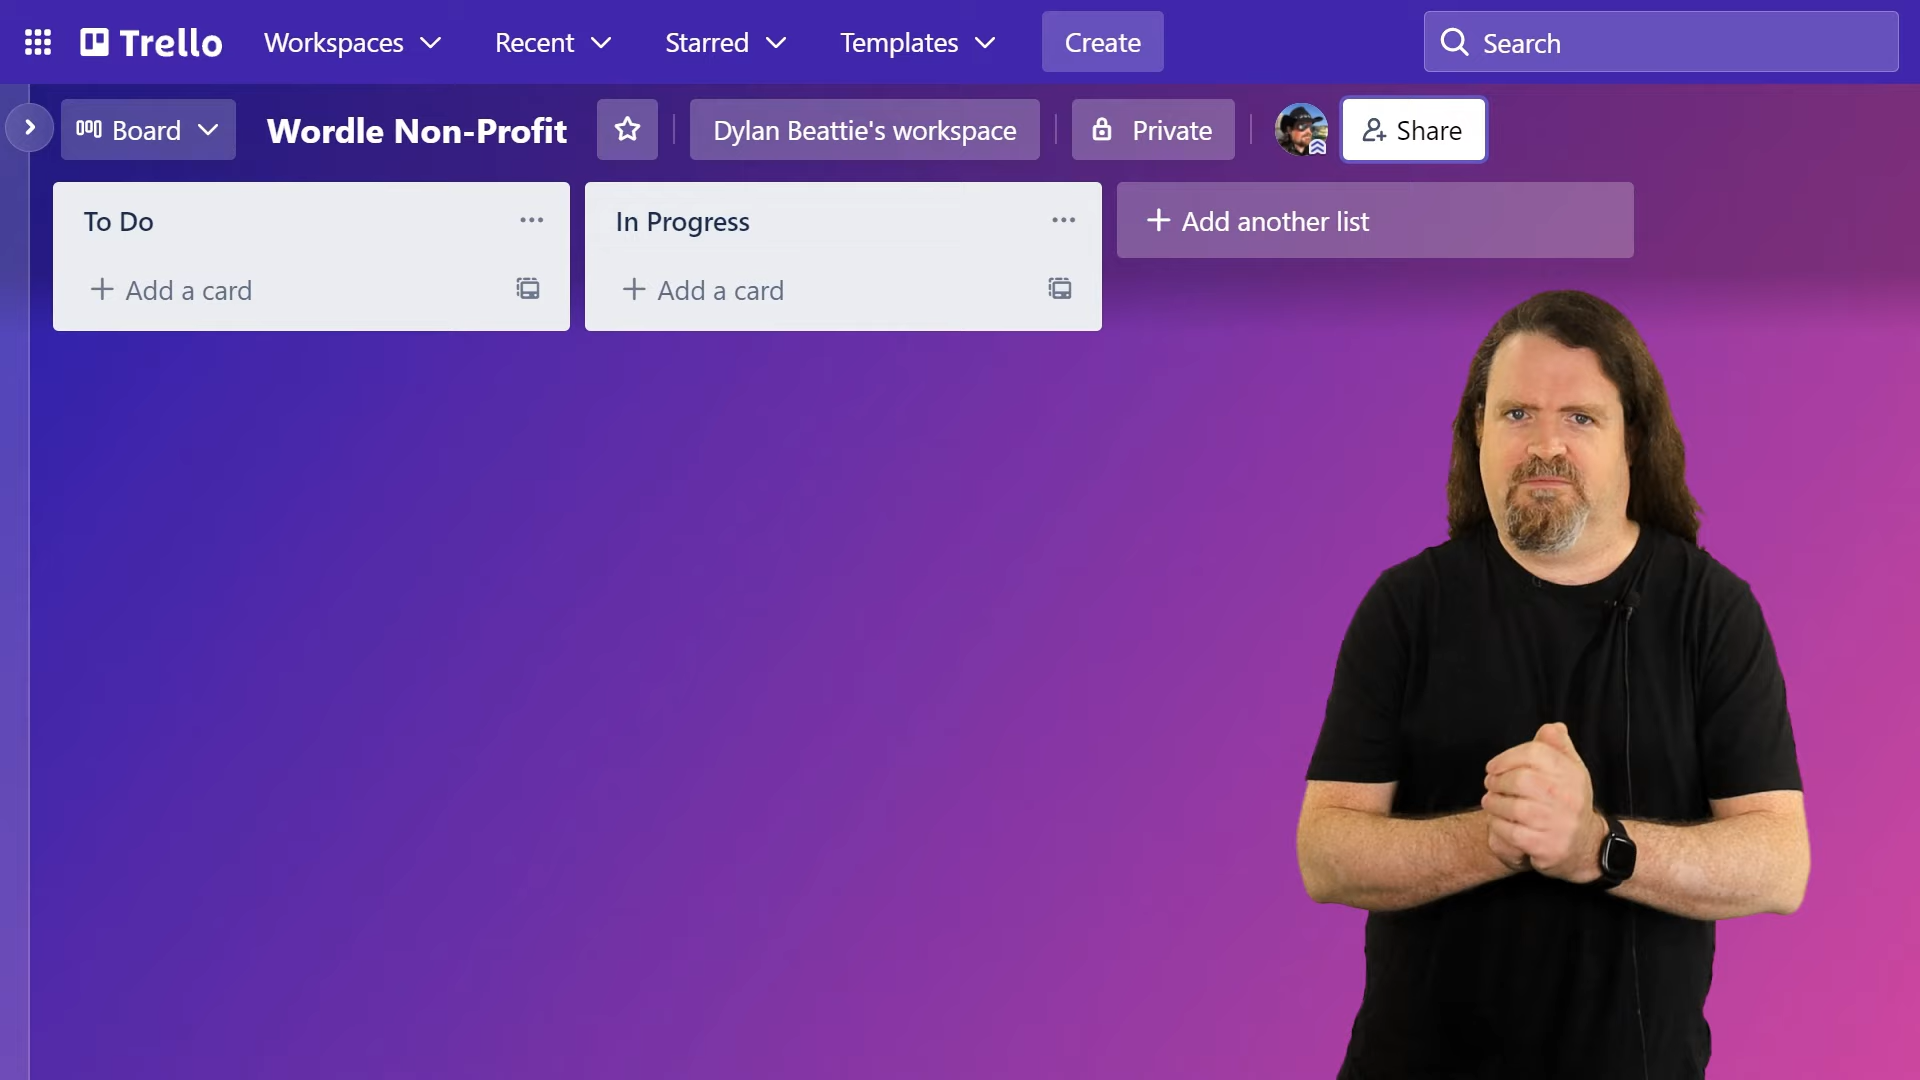 Trello Workspaces Recent Starred Templates Create Search
Board Wordle Non-Profit Dylan Beattie's workspace Private Share
To Do In Progress + Add another list
+ Add a card + Add a card